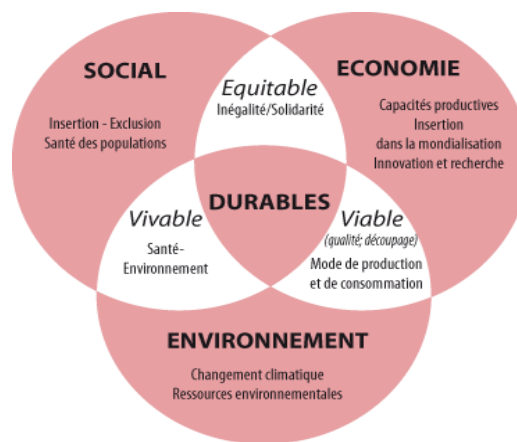 SOCIAL
Insertion - Exclusion
Santé des populations
Equitable
Inégalité/Solidarité
ECONOMIE
Capacités productives
Insertion
dans la mondialisation
Innovation et recherche
DURABLES
Vivable
Santé-
Environnement
Viable
(qualité; découpage)
Mode de production
et de consommation
ENVIRONNEMENT
Changement climatique
Ressources environnementales